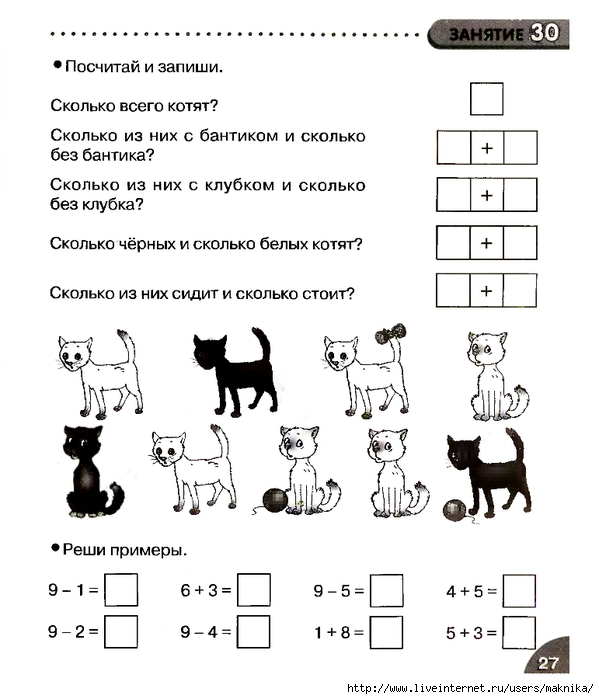 ЗАНЯТИЕ 30
• Посчитай и запиши.
Сколько всего котят?
Сколько из них с бантиком и сколько
без бантика?
+
Сколько из них с клубком и сколько
без клубка?
+
Сколько чёрных и сколько белых котят?
+
Сколько из них сидит и сколько стоит?
+
• Реши примеры.
9 – 1 = 6 + 3 = 9 – 5 = 4 + 5 =
9 – 2 = 9 – 4 = 1 + 8 = 5 + 3 =
27
http://www.liveinternet.ru/users/maknika/